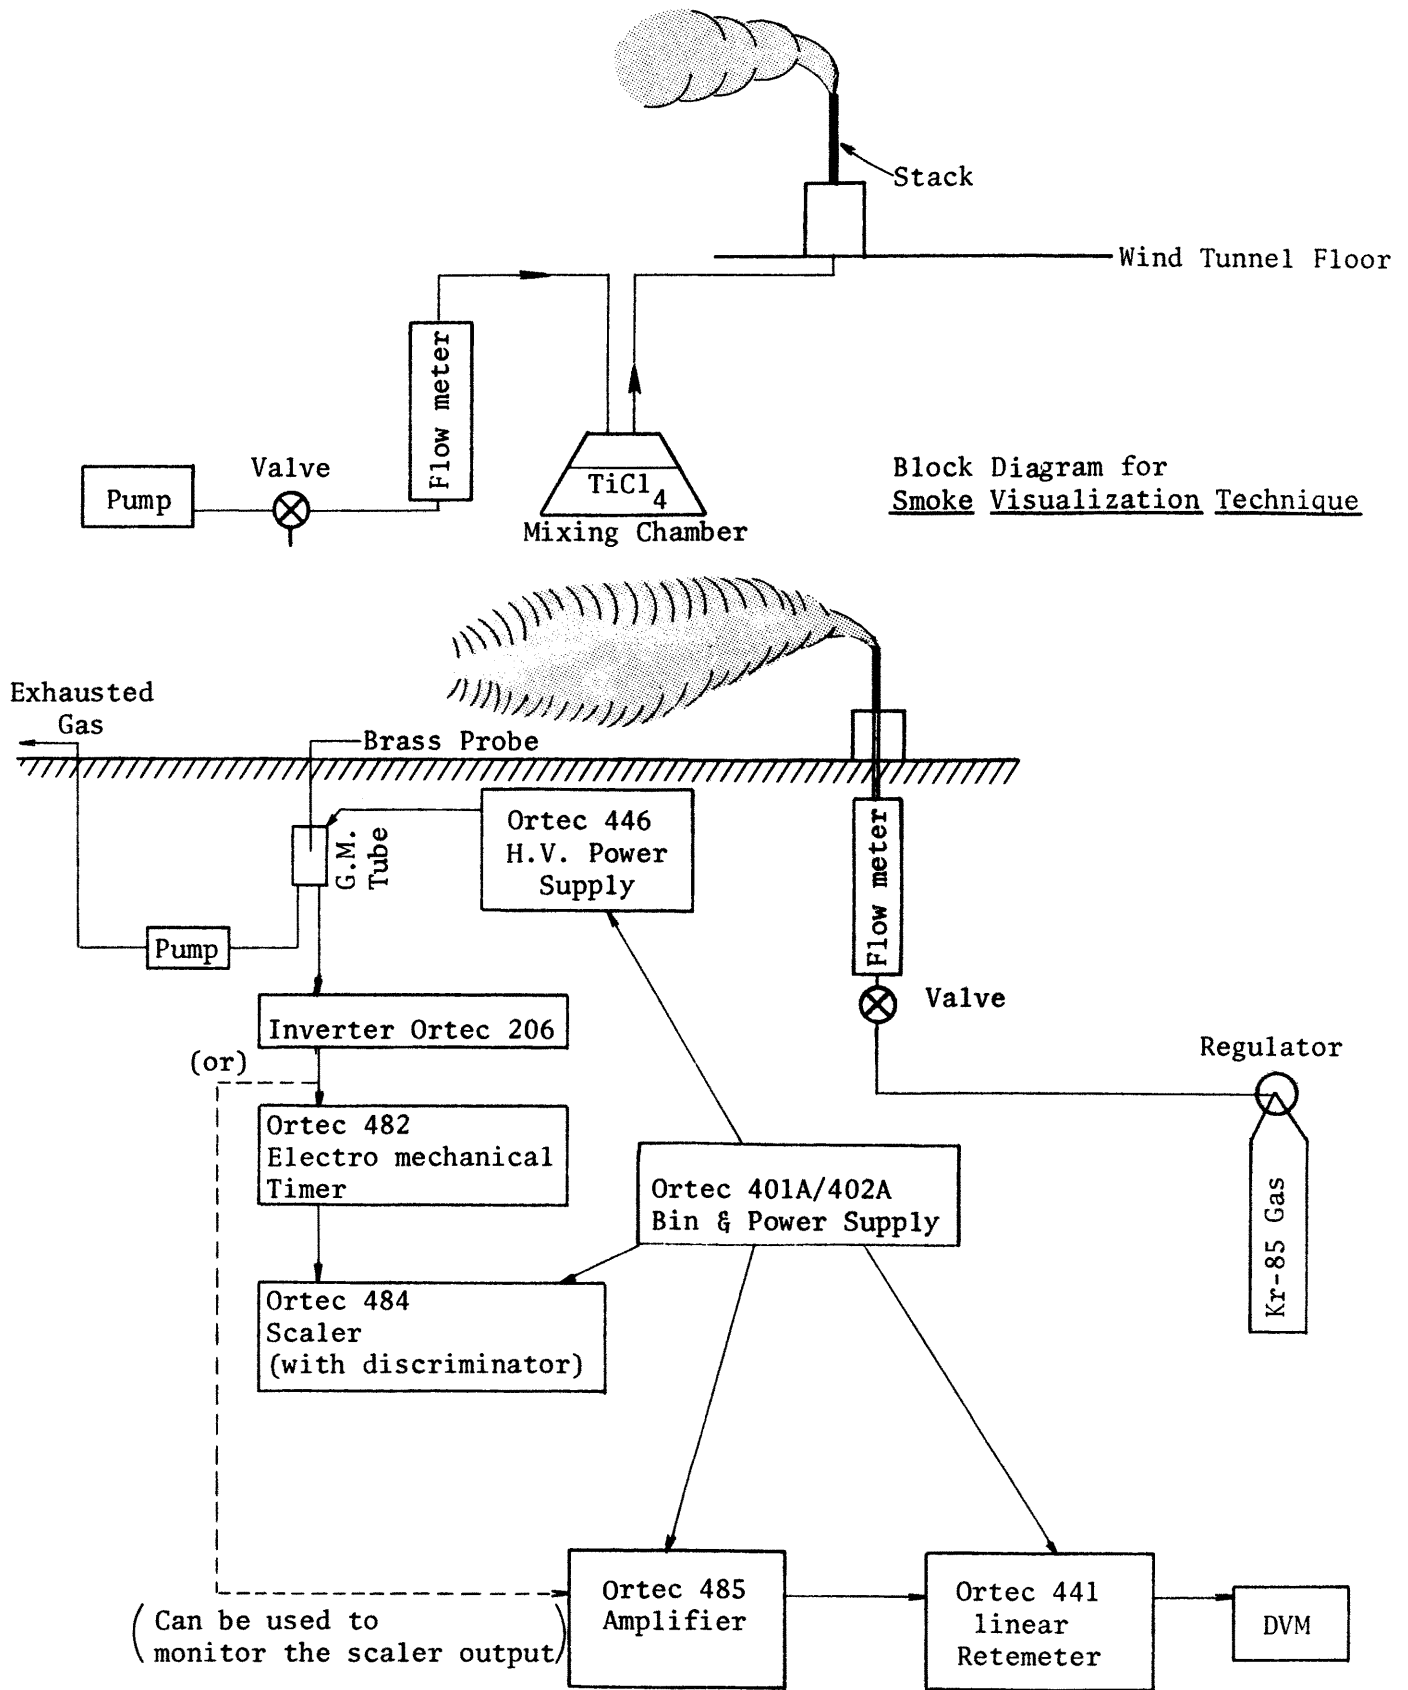 Stack
Wind Tunnel Floor
Flow meter
Valve
Pump
TiCl4
Mixing Chamber
Block Diagram for
Smoke Visualization Technique
Exhausted
Gas
Brass Probe
G.M.
Tube
Ortec 446
H.V. Power
Supply
Pump
Flow meter
Valve
Inverter Ortec 206
(or)
Regulator
Kr-85 Gas
Ortec 482
Electro mechanical
Timer
Ortec 401A/402A
Bin & Power Supply
Ortec 484
Scaler
(with discriminator)
(Can be used to
monitor the scaler output)
Ortec 485
Amplifier
Ortec 441
linear
Retemeter
DVM